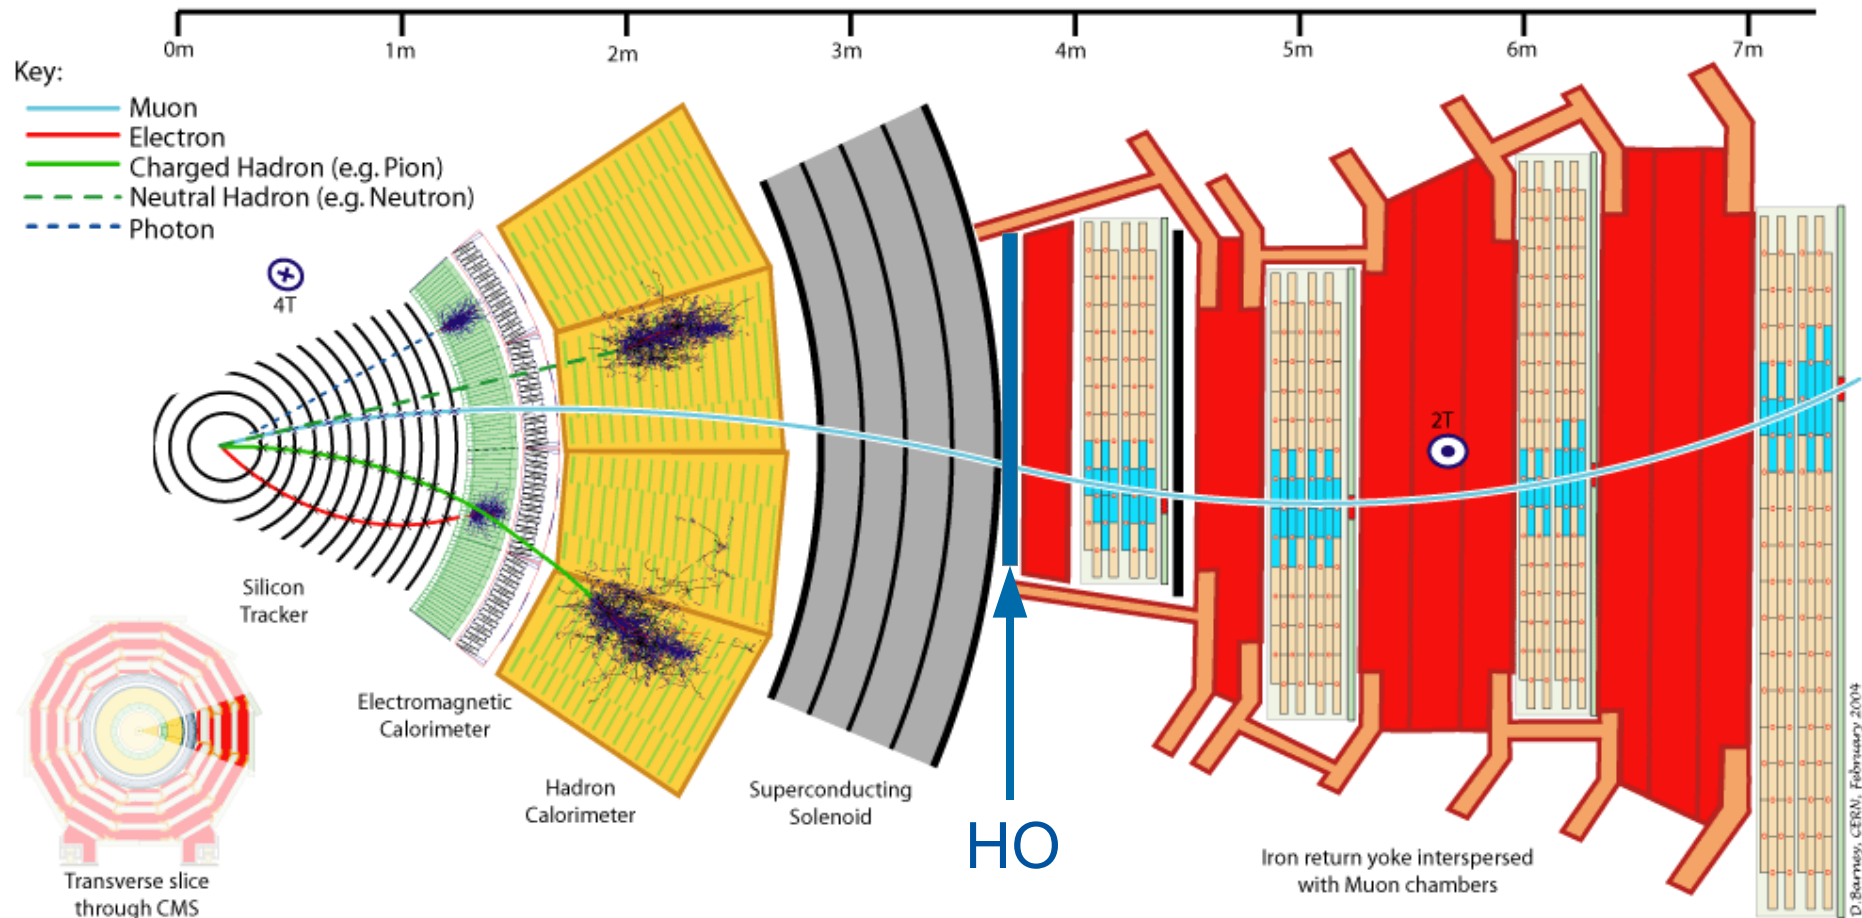 0m
1m
2m
3m
4m
5m
6m
7m
Key:
Muon
Electron
Charged Hadron (e.g. Pion)
Neutral Hadron (e.g. Neutron)
Photon
4T
2T
Silicon
Tracker
Electromagnetic
Calorimeter
Hadron
Calorimeter
Superconducting
Solenoid
HO
Iron return yoke interspersed
with Muon chambers
Transverse slice
through CMS
D.Barney, CERN, February 2004